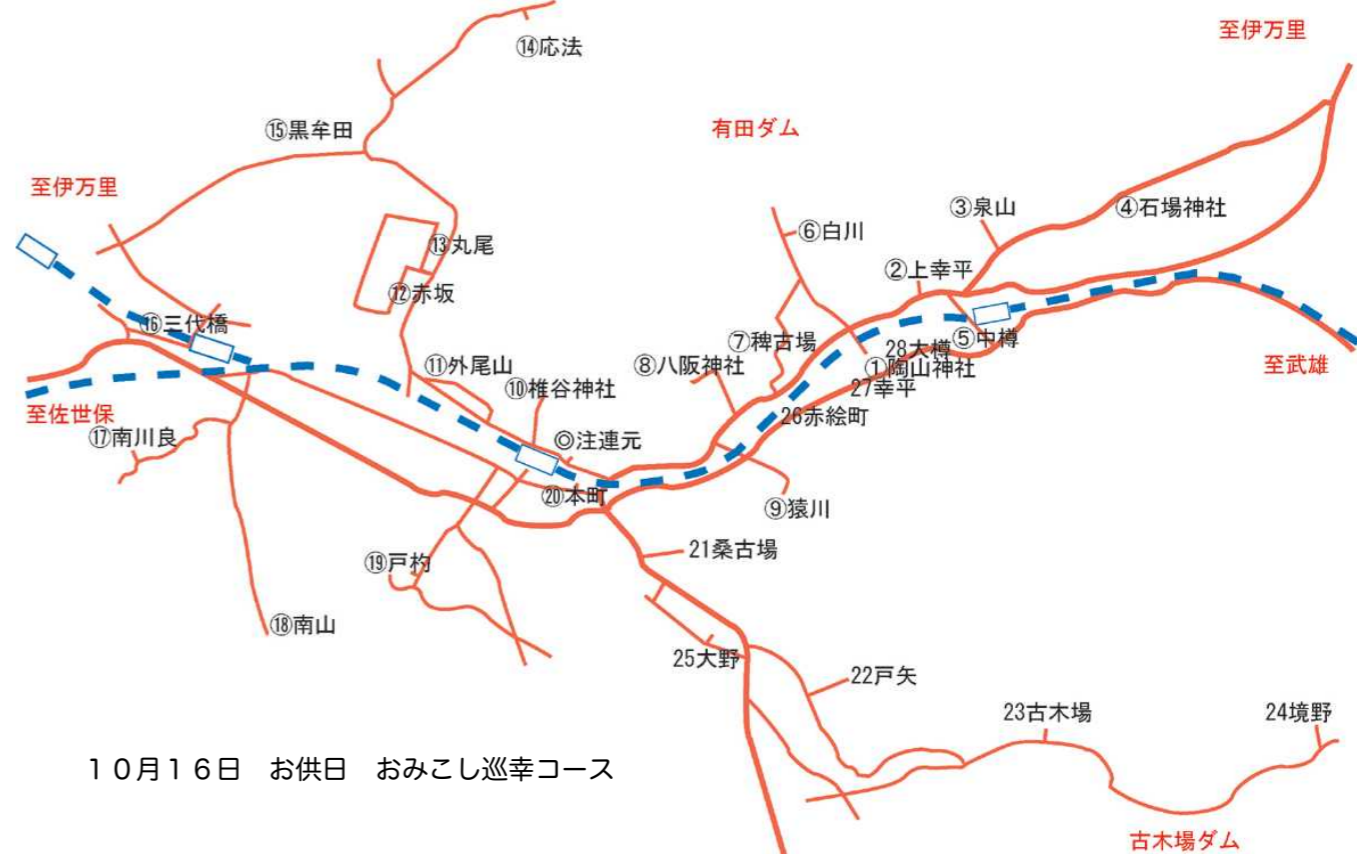 至伊万里
⑭応法
⑮黒牟田
有田ダム
至伊万里
③泉山
④石場神社
⑥白川
⑬丸尾
②上幸平
⑫赤坂
⑯三代橋
⑤中樽
⑦稗古場
28大樽
⑪外尾山
⑧八阪神社
①陶山神社
至武雄
⑩椎谷神社
27幸平
至佐世保
26赤絵町
⑰南川良
◎注連元
⑳本町
⑨猿川
21桑古場
⑲戸杓
⑱南山
25大野
22戸矢
23古木場
24境野
10月16日 お供日 おみこし巡幸コース
古木場ダム